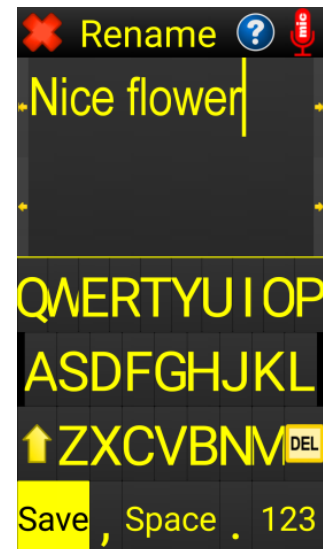 Rename ? mic
Nice flower
QWERTYUIOP
ASDFGHJKL
ZXCVBNM DEL
Save , Space . 123